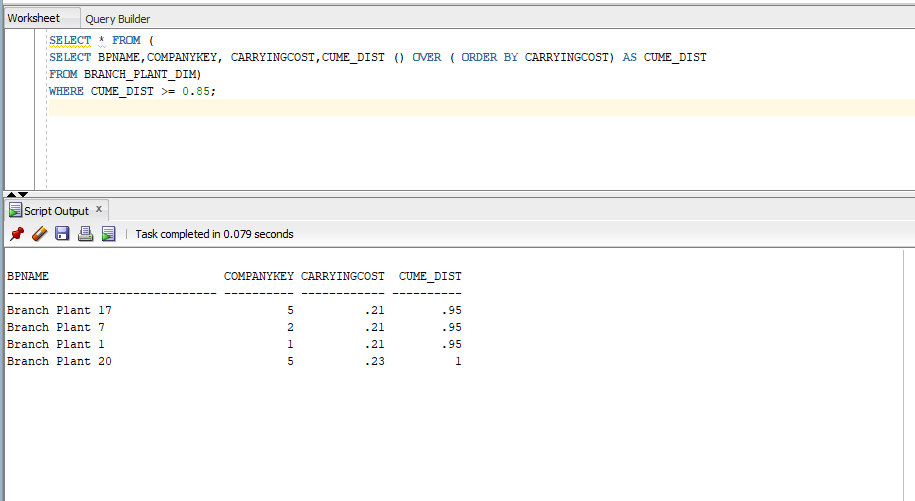 Worksheet Query Builder
SELECT * FROM (
SELECT BPNAME,COMPANYKEY, CARRYINGCOST,CUME_DIST () OVER ( ORDER BY CARRYINGCOST) AS CUME_DIST
FROM BRANCH_PLANT_DIM)
WHERE CUME_DIST >= 0.85;
Script Output x
Task completed in 0.079 seconds
BPNAME COMPANYKEY CARRYINGCOST CUME_DIST
------------------------------ ---------- ------------ ----------
Branch Plant 17 5 .21 .95
Branch Plant 7 2 .21 .95
Branch Plant 1 1 .21 .95
Branch Plant 20 5 .23 1